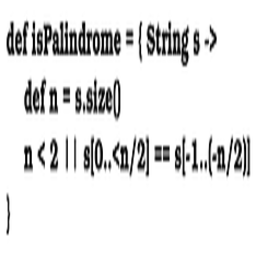 def isPalindrome = { String s ->
def n = s.size()
n < 2 || s[0..<n/2] == s[-1..(-n/2)]
}